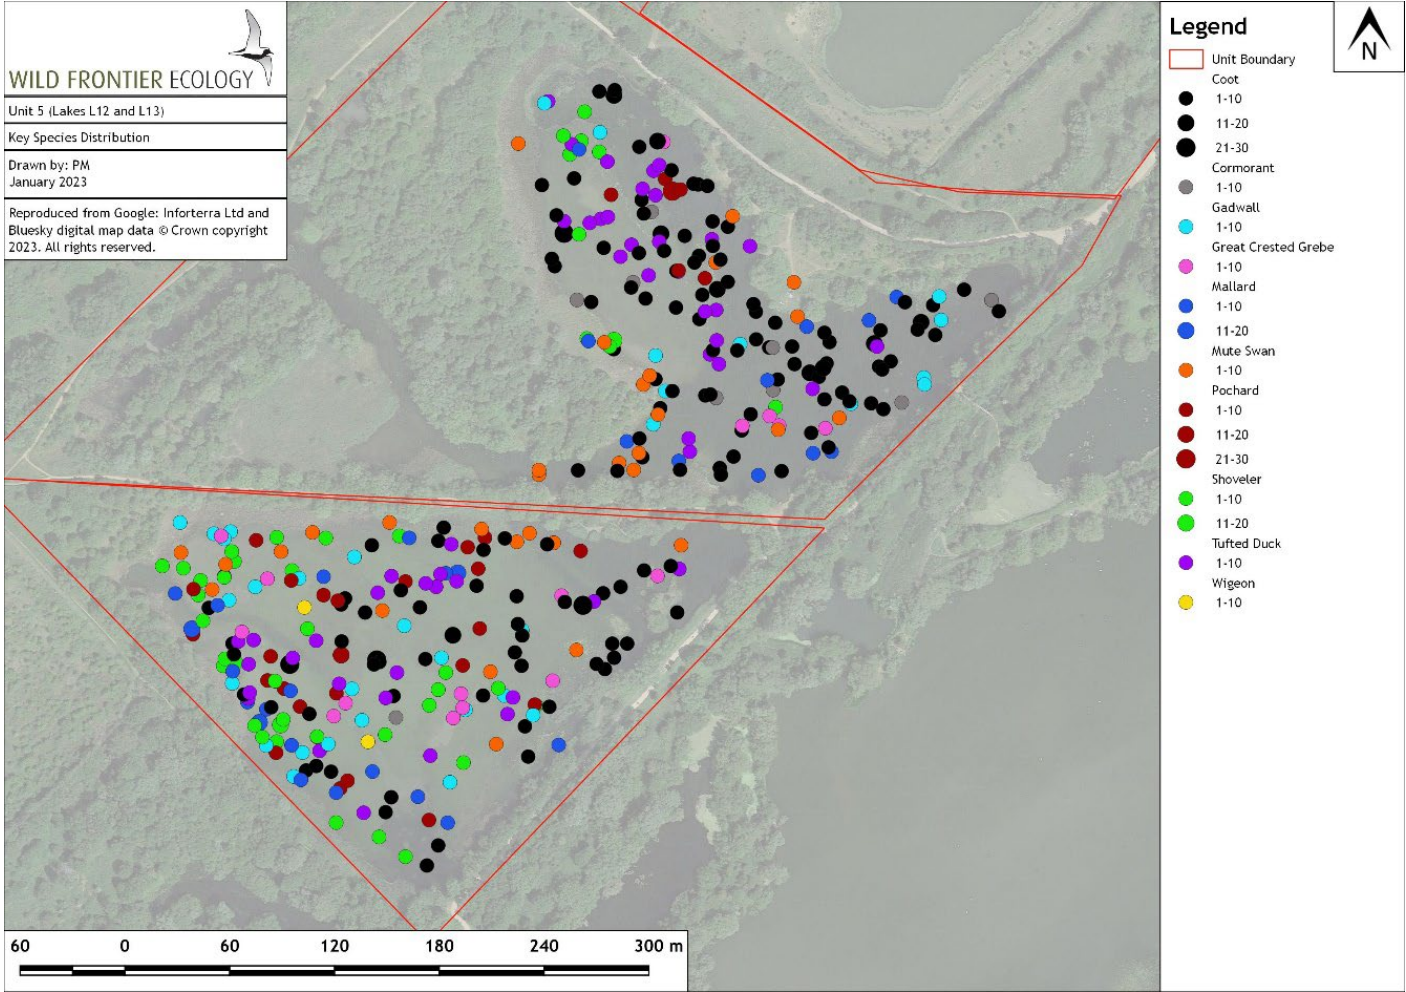 WILD FRONTIER ECOLOGY
Unit 5 (Lakes L12 and L13)
Key Species Distribution
Drawn by: PM
January 2023
Reproduced from Google: Inforterra Ltd and
Bluesky digital map data © Crown copyright
2023. All rights reserved.
Legend
N
Unit Boundary
Coot
1-10
11-20
21-30
Cormorant
1-10
Gadwall
1-10
Great Crested Grebe
1-10
Mallard
1-10
11-20
Mute Swan
1-10
Pochard
1-10
11-20
21-30
Shoveler
1-10
11-20
Tufted Duck
1-10
Wigeon
1-10
60 0 60 120 180 240 300 m